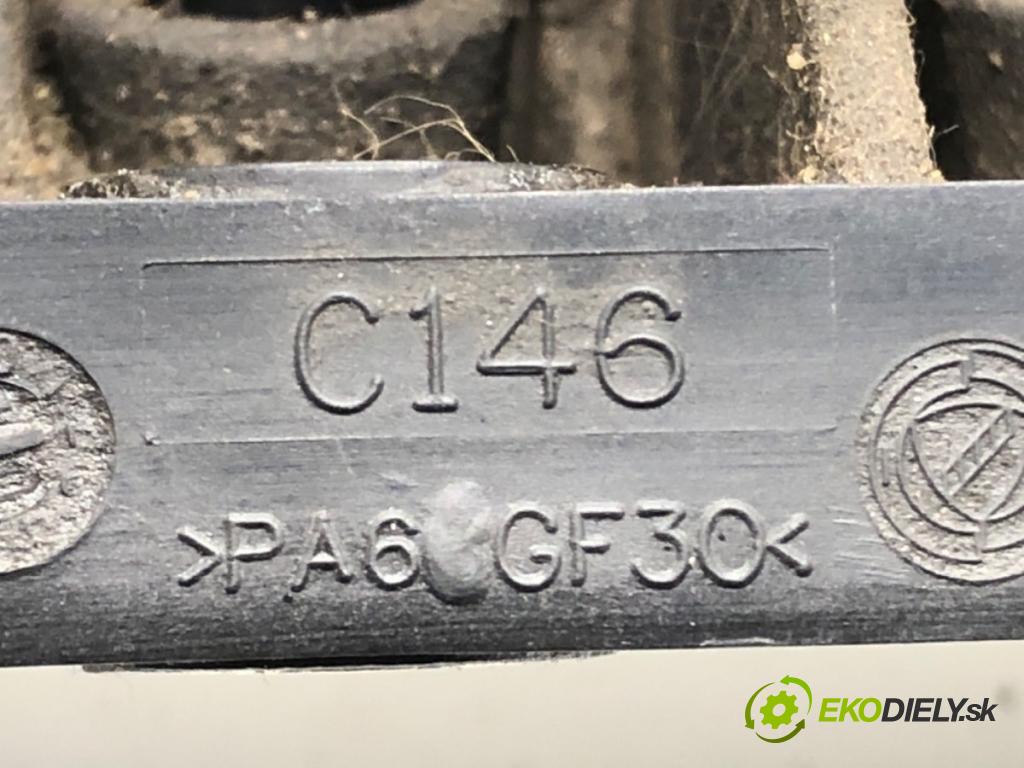 C146
>PA6 GF30<
EKODIELY.sk